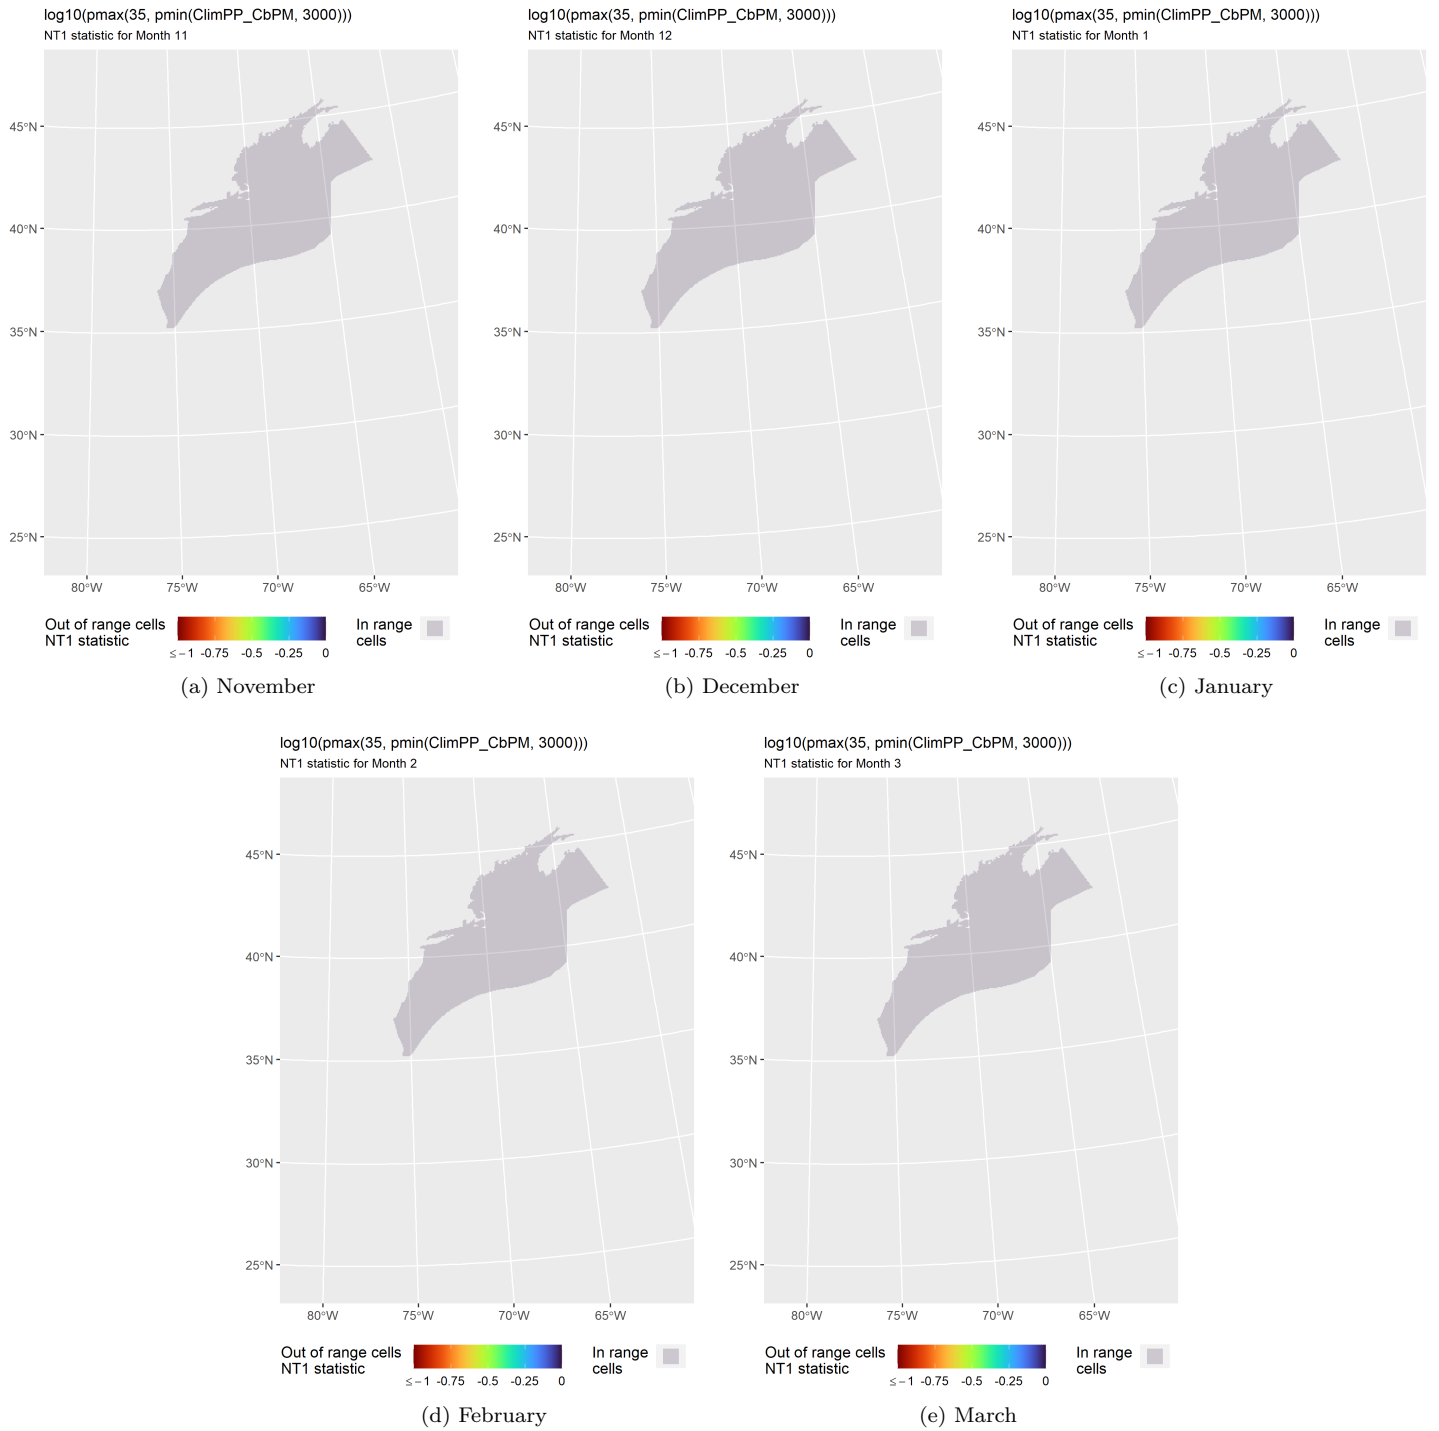 log10(pmax(35, pmin(ClimPP_CbPM, 3000)))
NT1 statistic for Month 11
45°N
40°N
35°N
30°N
25°N
80°W 75°W 70°W 65°W
Out of range cells
NT1 statistic
≤−1 -0.75 -0.5 -0.25 0
In range
cells
(a) November
log10(pmax(35, pmin(ClimPP_CbPM, 3000)))
NT1 statistic for Month 12
45°N
40°N
35°N
30°N
25°N
80°W 75°W 70°W 65°W
Out of range cells
NT1 statistic
≤−1 -0.75 -0.5 -0.25 0
In range
cells
(b) December
log10(pmax(35, pmin(ClimPP_CbPM, 3000)))
NT1 statistic for Month 1
45°N
40°N
35°N
30°N
25°N
80°W 75°W 70°W 65°W
Out of range cells
NT1 statistic
≤−1 -0.75 -0.5 -0.25 0
In range
cells
(c) January
log10(pmax(35, pmin(ClimPP_CbPM, 3000)))
NT1 statistic for Month 2
45°N
40°N
35°N
30°N
25°N
80°W 75°W 70°W 65°W
Out of range cells
NT1 statistic
≤−1 -0.75 -0.5 -0.25 0
In range
cells
(d) February
log10(pmax(35, pmin(ClimPP_CbPM, 3000)))
NT1 statistic for Month 3
45°N
40°N
35°N
30°N
25°N
80°W 75°W 70°W 65°W
Out of range cells
NT1 statistic
≤−1 -0.75 -0.5 -0.25 0
In range
cells
(e) March